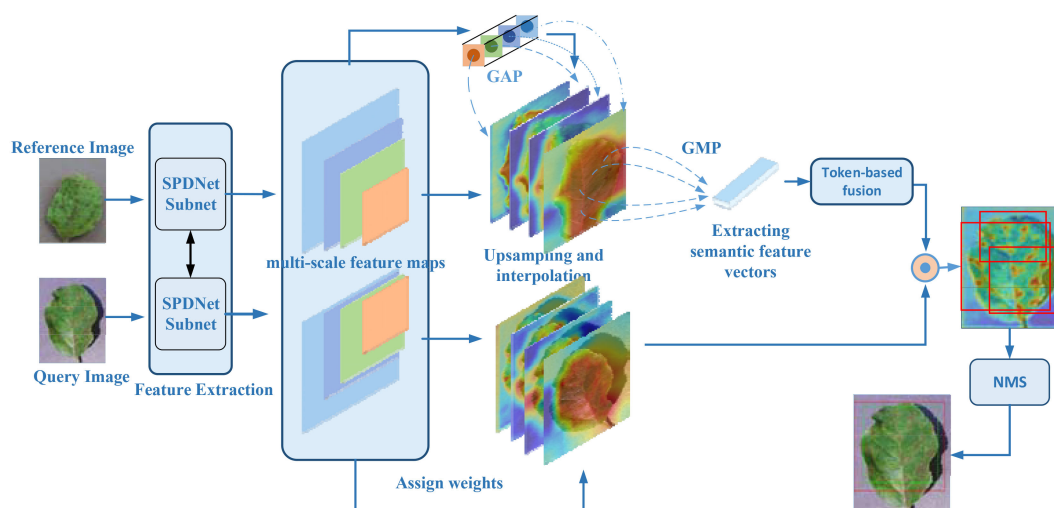 GAP
Reference Image
SPDNet
Subnet
GMP
Token-based
fusion
multi-scale feature maps
Upsampling and
interpolation
Extracting
semantic feature
vectors
SPDNet
Subnet
Query Image
Feature Extraction
NMS
Assign weights